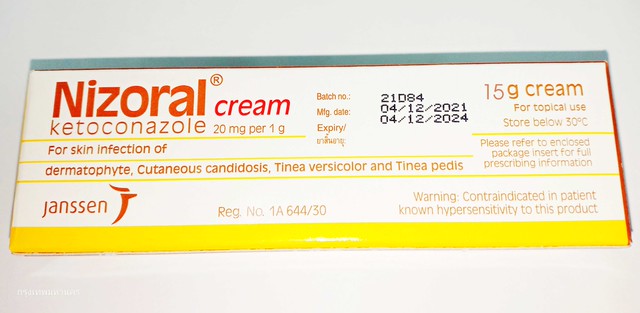 Nizoral® cream
ketoconazole 20 mg per 1 g
For skin infection of
dermatophyte, Cutaneous candidosis, Tinea versicolor and Tinea pedis
Janssen
Reg. No. 1A 644/30
Batch no.: 21D84
Mfg. date: 04/12/2021
Expiry/ 04/12/2024
ยาสิ้นอายุ:
15g cream
For topical use
Store below 30°C
Please refer to enclosed
package insert for full
prescribing information
Warning: Contraindicated in patient
known hypersensitivity to this product